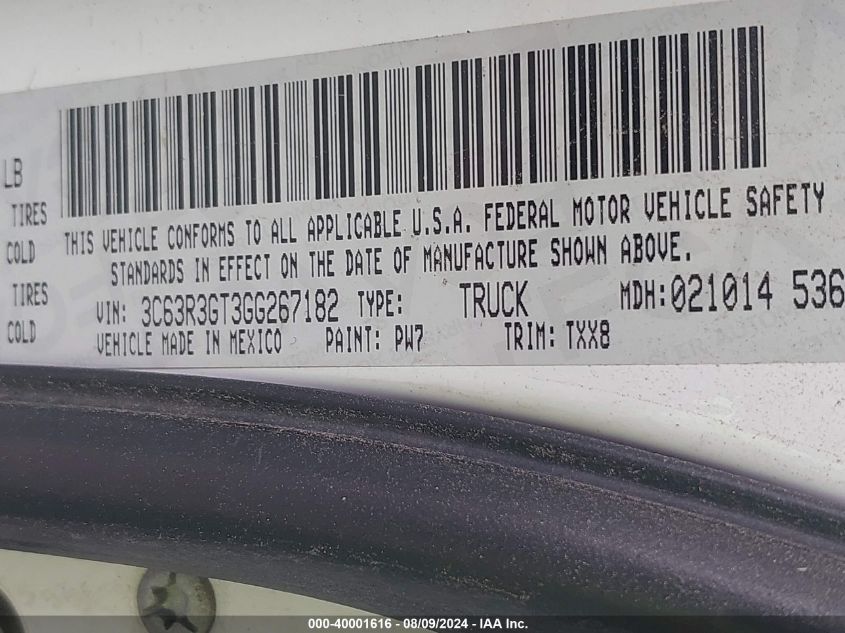 LB
TIRES
COLD
TIRES
COLD
THIS VEHICLE CONFORMS TO ALL APPLICABLE U.S.A. FEDERAL MOTOR VEHICLE SAFETY
STANDARDS IN EFFECT ON THE DATE OF MANUFACTURE SHOWN ABOVE.
VIN: 3C63R3GT3GG267182 TYPE: TRUCK MDH:021014 536
VEHICLE MADE IN MEXICO PAINT: PW7 TRIM: TXX8
000-40001616 - 08/09/2024 - IAA Inc.